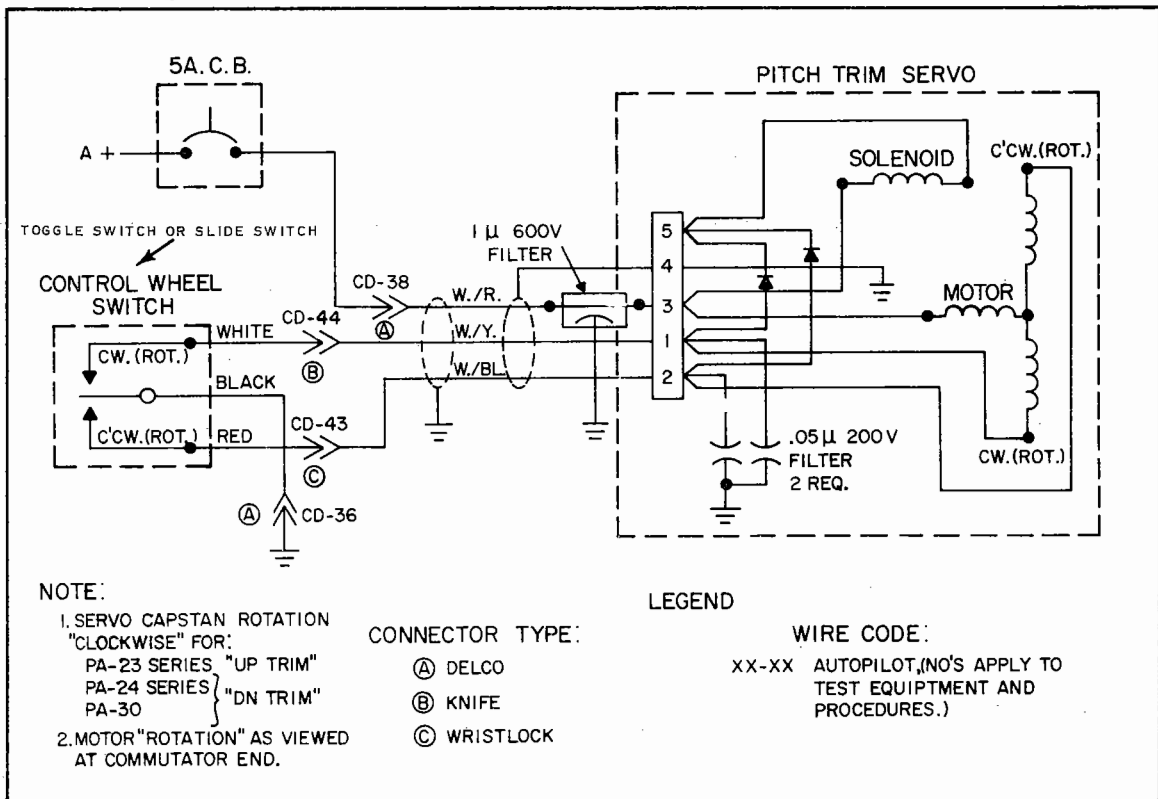 5A. C. B.
A +
TOGGLE SWITCH OR SLIDE SWITCH
CONTROL WHEEL
SWITCH
CW. (ROT.)
C'CW. (ROT.)
WHITE
BLACK
RED
CD-44
Ⓑ
CD-43
Ⓒ
Ⓐ CD-36
CD-38
Ⓐ
W./R.
W./Y.
W./BL.
1 μ 600V
FILTER
PITCH TRIM SERVO
5
4
3
1
2
SOLENOID
C'CW. (ROT.)
MOTOR
CW. (ROT.)
.05μ 200V
FILTER
2 REQ.
NOTE:
1. SERVO CAPSTAN ROTATION
"CLOCKWISE" FOR:
PA-23 SERIES "UP TRIM"
PA-24 SERIES
PA-30
"DN TRIM"
2. MOTOR "ROTATION" AS VIEWED
AT COMMUTATOR END.
CONNECTOR TYPE:
Ⓐ DELCO
Ⓑ KNIFE
Ⓒ WRISTLOCK
LEGEND
WIRE CODE:
XX-XX AUTOPILOT, (NO'S APPLY TO
TEST EQUIPTMENT AND
PROCEDURES.)